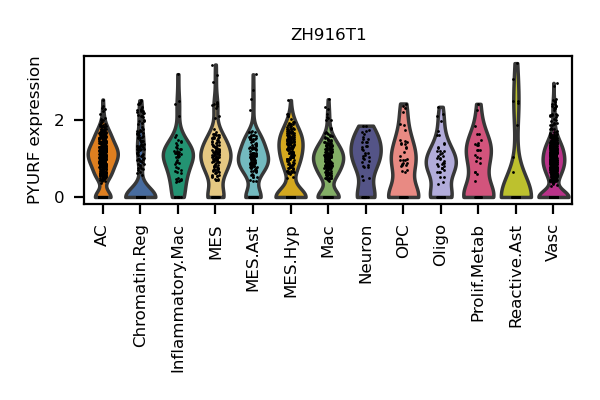 ZH916T1
PYURF expression
2
0
AC
Chromatin.Reg
Inflammatory.Mac
MES
MES.Ast
MES.Hyp
Mac
Neuron
OPC
Oligo
Prolif.Metab
Reactive.Ast
Vasc